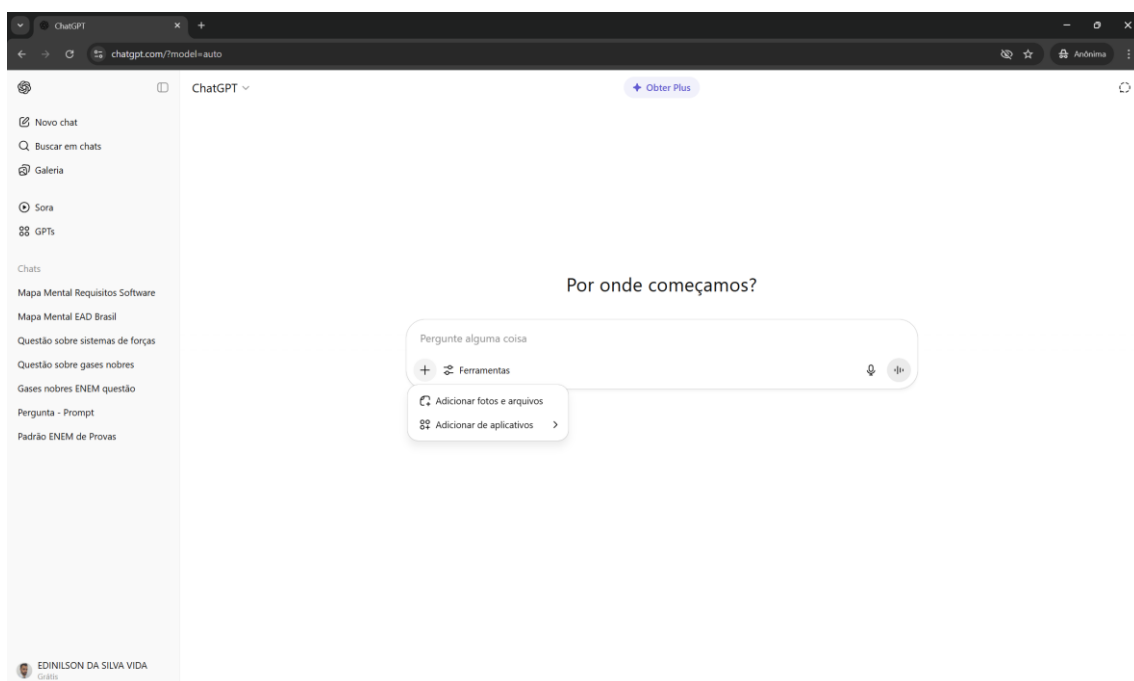 ChatGPT
chatgpt.com/?model=auto
Anônima
ChatGPT
Obter Plus
Novo chat
Buscar em chats
Galeria
Sora
GPTs
Chats
Mapa Mental Requisitos Software
Mapa Mental EAD Brasil
Questão sobre sistemas de forças
Questão sobre gases nobres
Gases nobres ENEM questão
Pergunta - Prompt
Padrão ENEM de Provas
EDINILSON DA SILVA VIDA
Grátis
Por onde começamos?
Pergunte alguma coisa
Ferramentas
Adicionar fotos e arquivos
Adicionar de aplicativos